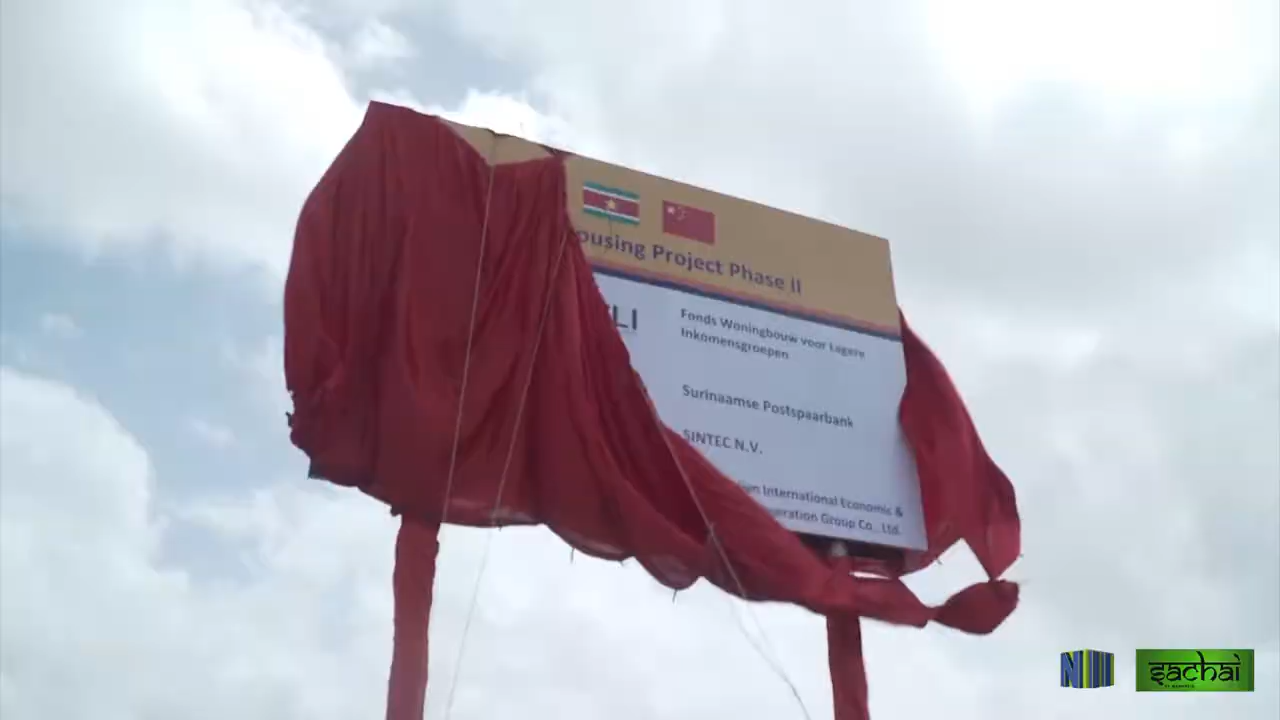 ousing Project Phase II
LI
Fonds Woningbouw voor Lagere
Inkomensgroepen
Surinaamse Postspaarbank
SINTEC N.V.
International Economic &
eration Group Co., Ltd.
N
sachai